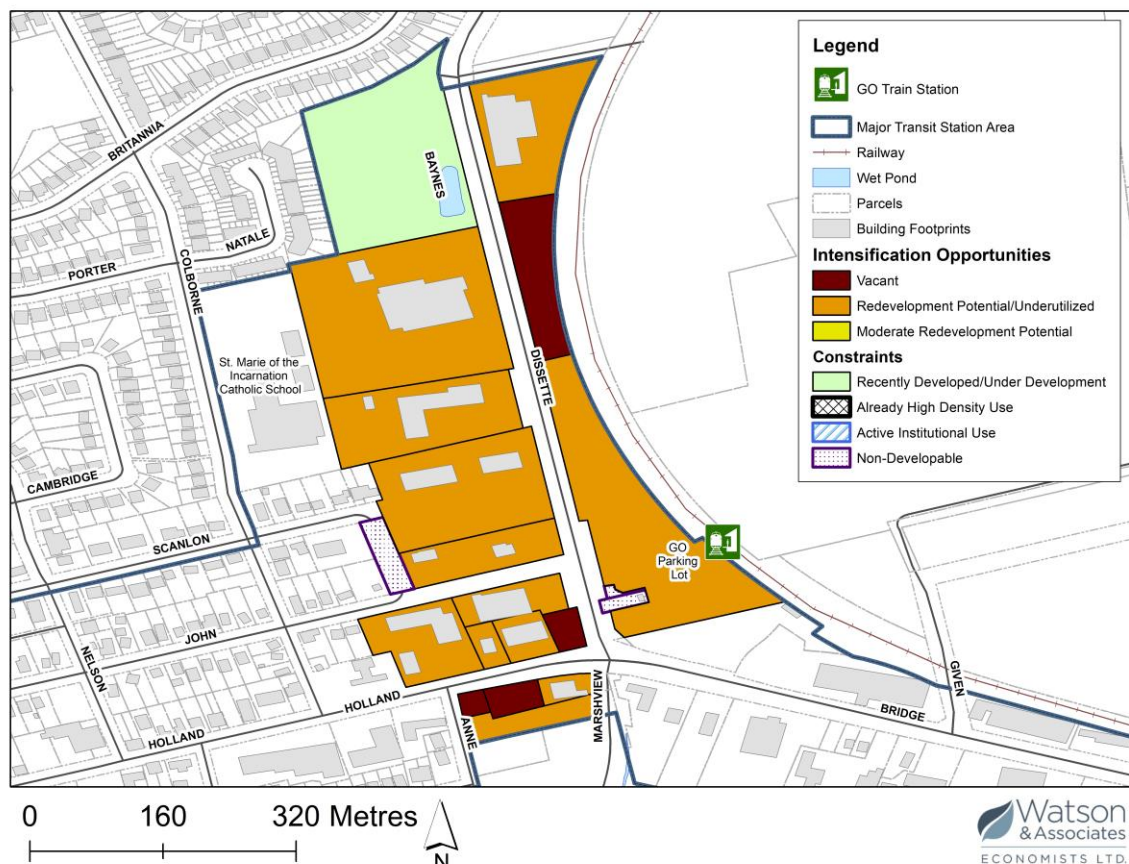 Legend
GO Train Station
Major Transit Station Area
Railway
Wet Pond
Parcels
Building Footprints
Intensification Opportunities
Vacant
Redevelopment Potential/Underutilized
Moderate Redevelopment Potential
Constraints
Recently Developed/Under Development
Already High Density Use
Active Institutional Use
Non-Developable
BRITANNIA
BAYNES
NATALE
PORTER
COLBORNE
DISSETTE
St. Marie of the
Incarnation
Catholic School
CAMBRIDGE
SCANLON
GO
Parking
Lot
JOHN
NELSON
HOLLAND
HOLLAND
ANNE
MARSHVIEW
BRIDGE
GIVEN
0 160 320 Metres
N
Watson
& Associates
ECONOMISTS LTD.